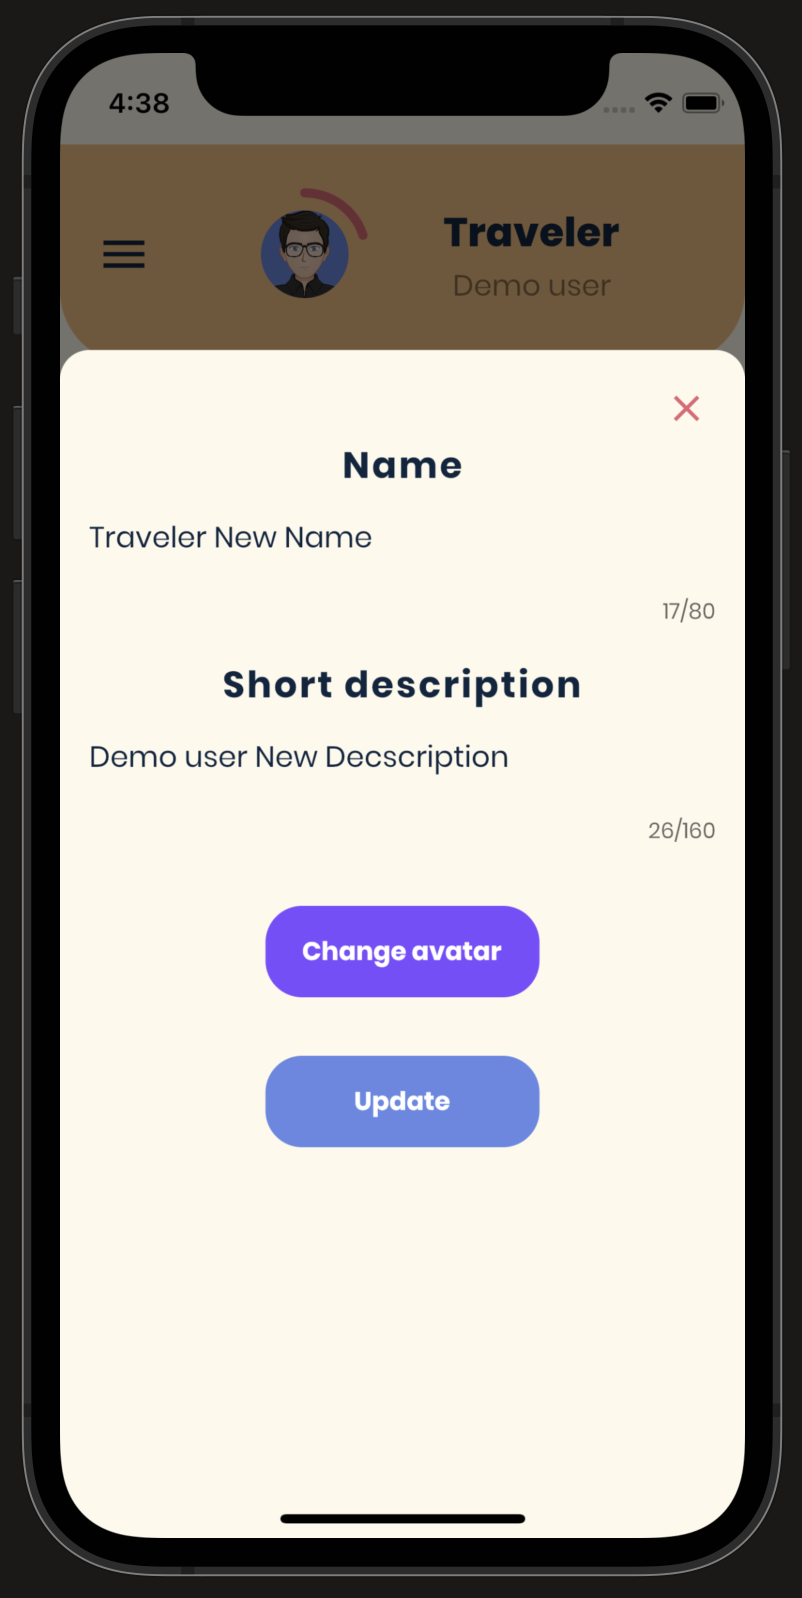 4:38
Traveler
Demo user
Name
Traveler New Name
17/80
Short description
Demo user New Decscription
26/160
Change avatar
Update